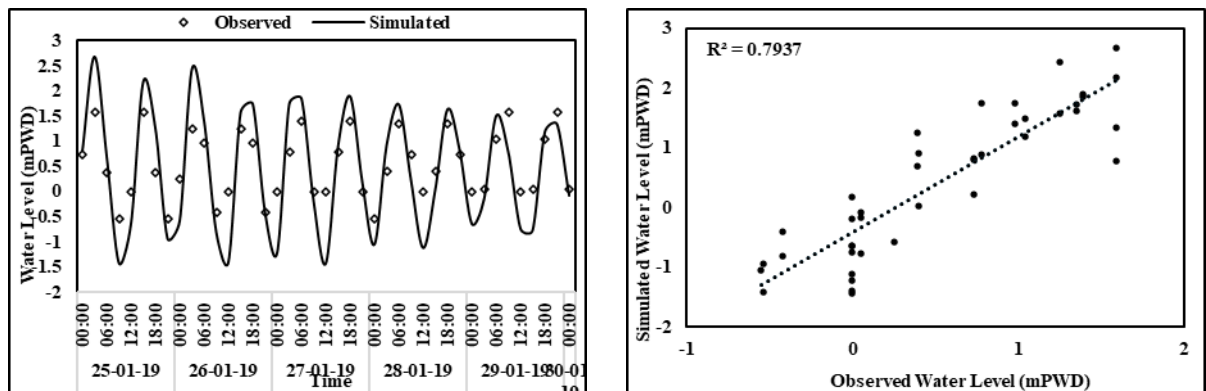 Observed Simulated
Water Level (mPWD)
3
2.5
2
1.5
1
0.5
0
-0.5
-1
-1.5
-2
00:00 06:00 12:00 18:00 00:00 06:00 12:00 18:00 00:00 06:00 12:00 18:00 00:00 06:00 12:00 18:00 00:00 06:00 12:00 18:00 00:00
25-01-19 26-01-19 27-01-19 28-01-19 29-01-19 30-01
19
Time
R² = 0.7937
Simulated Water Level (mPWD)
3
2
1
0
-1
-2
-1 0 1 2
Observed Water Level (mPWD)